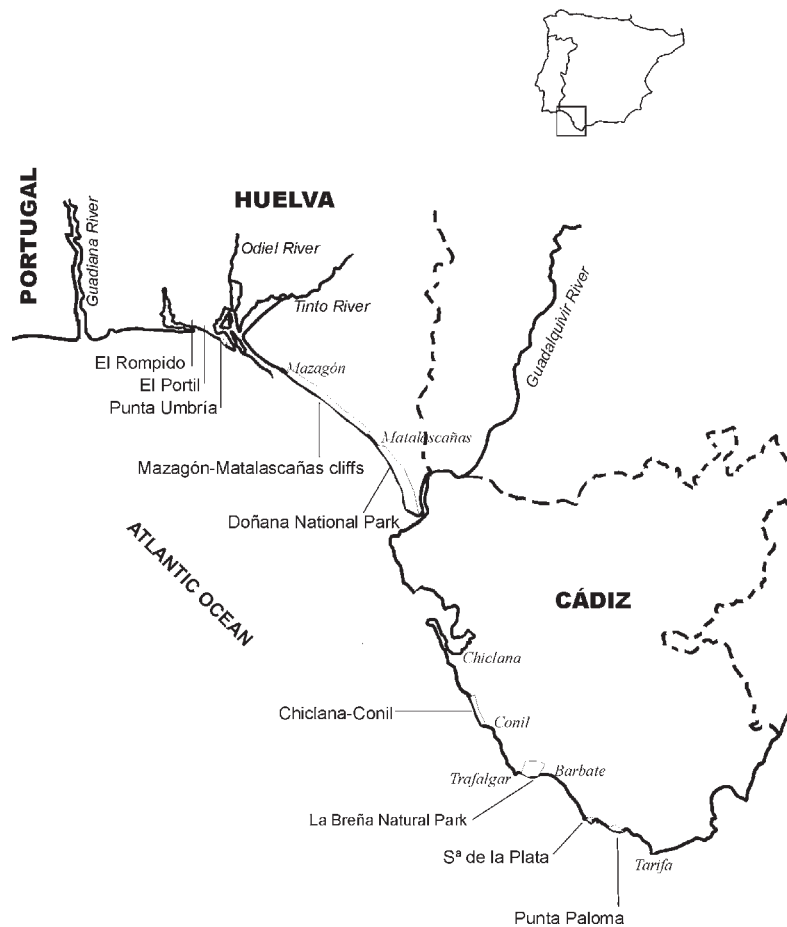 PORTUGAL
Guadiana River
HUELVA
Odiel River
Tinto River
Guadalquivir River
El Rompido
El Portil
Punta Umbría
Mazagón
Matalascañas
Mazagón-Matalascañas cliffs
Doñana National Park
ATLANTIC OCEAN
CÁDIZ
Chiclana
Chiclana-Conil
Conil
Trafalgar
Barbate
La Breña Natural Park
Sª de la Plata
Tarifa
Punta Paloma